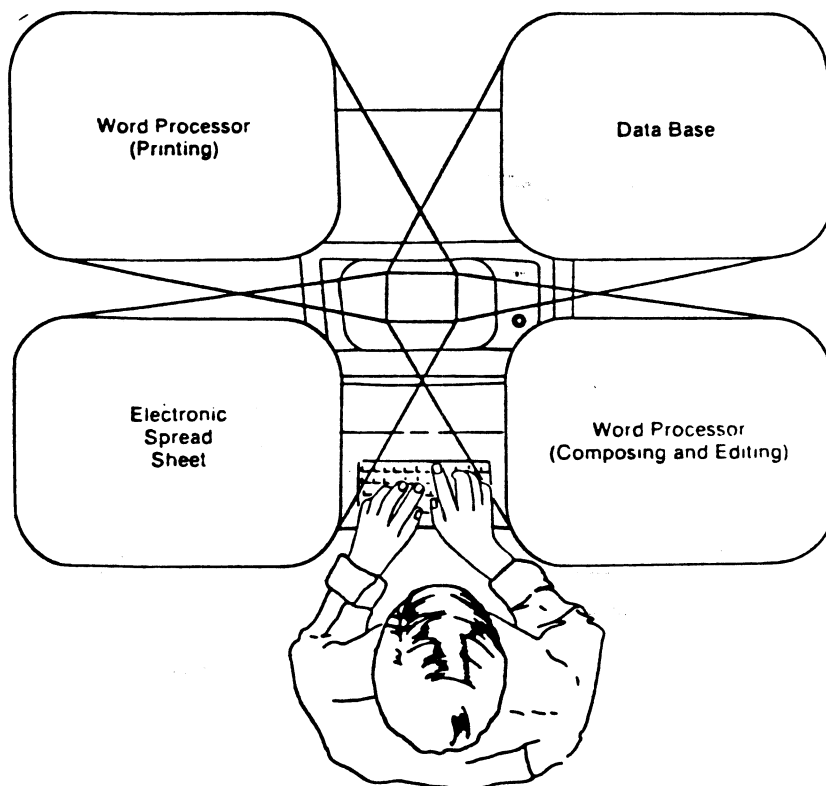 Word Processor
(Printing)
Data Base
Electronic
Spread
Sheet
Word Processor
(Composing and Editing)